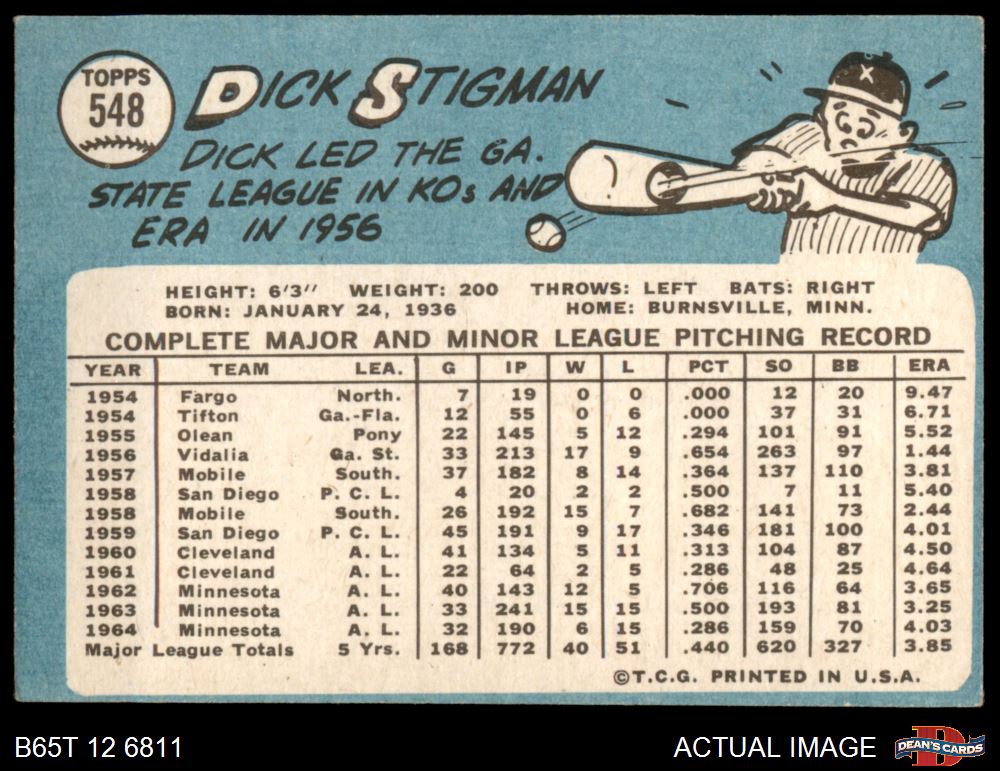 TOPPS
548
DICK STIGMAN
DICK LED THE GA.
STATE LEAGUE IN KOs AND
ERA IN 1956
X
HEIGHT: 6'3" WEIGHT: 200 THROWS: LEFT BATS: RIGHT
BORN: JANUARY 24, 1936 HOME: BURNSVILLE, MINN.
COMPLETE MAJOR AND MINOR LEAGUE PITCHING RECORD
YEAR TEAM LEA. G IP W L PCT SO BB ERA
1954 Fargo North. 7 19 0 0 .000 12 20 9.47
1954 Tifton Ga.-Fla. 12 55 0 6 .000 37 31 6.71
1955 Olean Pony 22 145 5 12 .294 101 91 5.52
1956 Vidalia Ga. St. 33 213 17 9 .654 263 97 1.44
1957 Mobile South. 37 182 8 14 .364 137 110 3.81
1958 San Diego P. C. L. 4 20 2 2 .500 7 11 5.40
1958 Mobile South. 26 192 15 7 .682 141 73 2.44
1959 San Diego P. C. L. 45 191 9 17 .346 181 100 4.01
1960 Cleveland A. L. 41 134 5 11 .313 104 87 4.50
1961 Cleveland A. L. 22 64 2 5 .286 48 25 4.64
1962 Minnesota A. L. 40 143 12 5 .706 116 64 3.65
1963 Minnesota A. L. 33 241 15 15 .500 193 81 3.25
1964 Minnesota A. L. 32 190 6 15 .286 159 70 4.03
Major League Totals 5 Yrs. 168 772 40 51 .440 620 327 3.85
©T.C.G. PRINTED IN U.S.A.
B65T 12 6811 ACTUAL IMAGE D DEAN'S CARDS